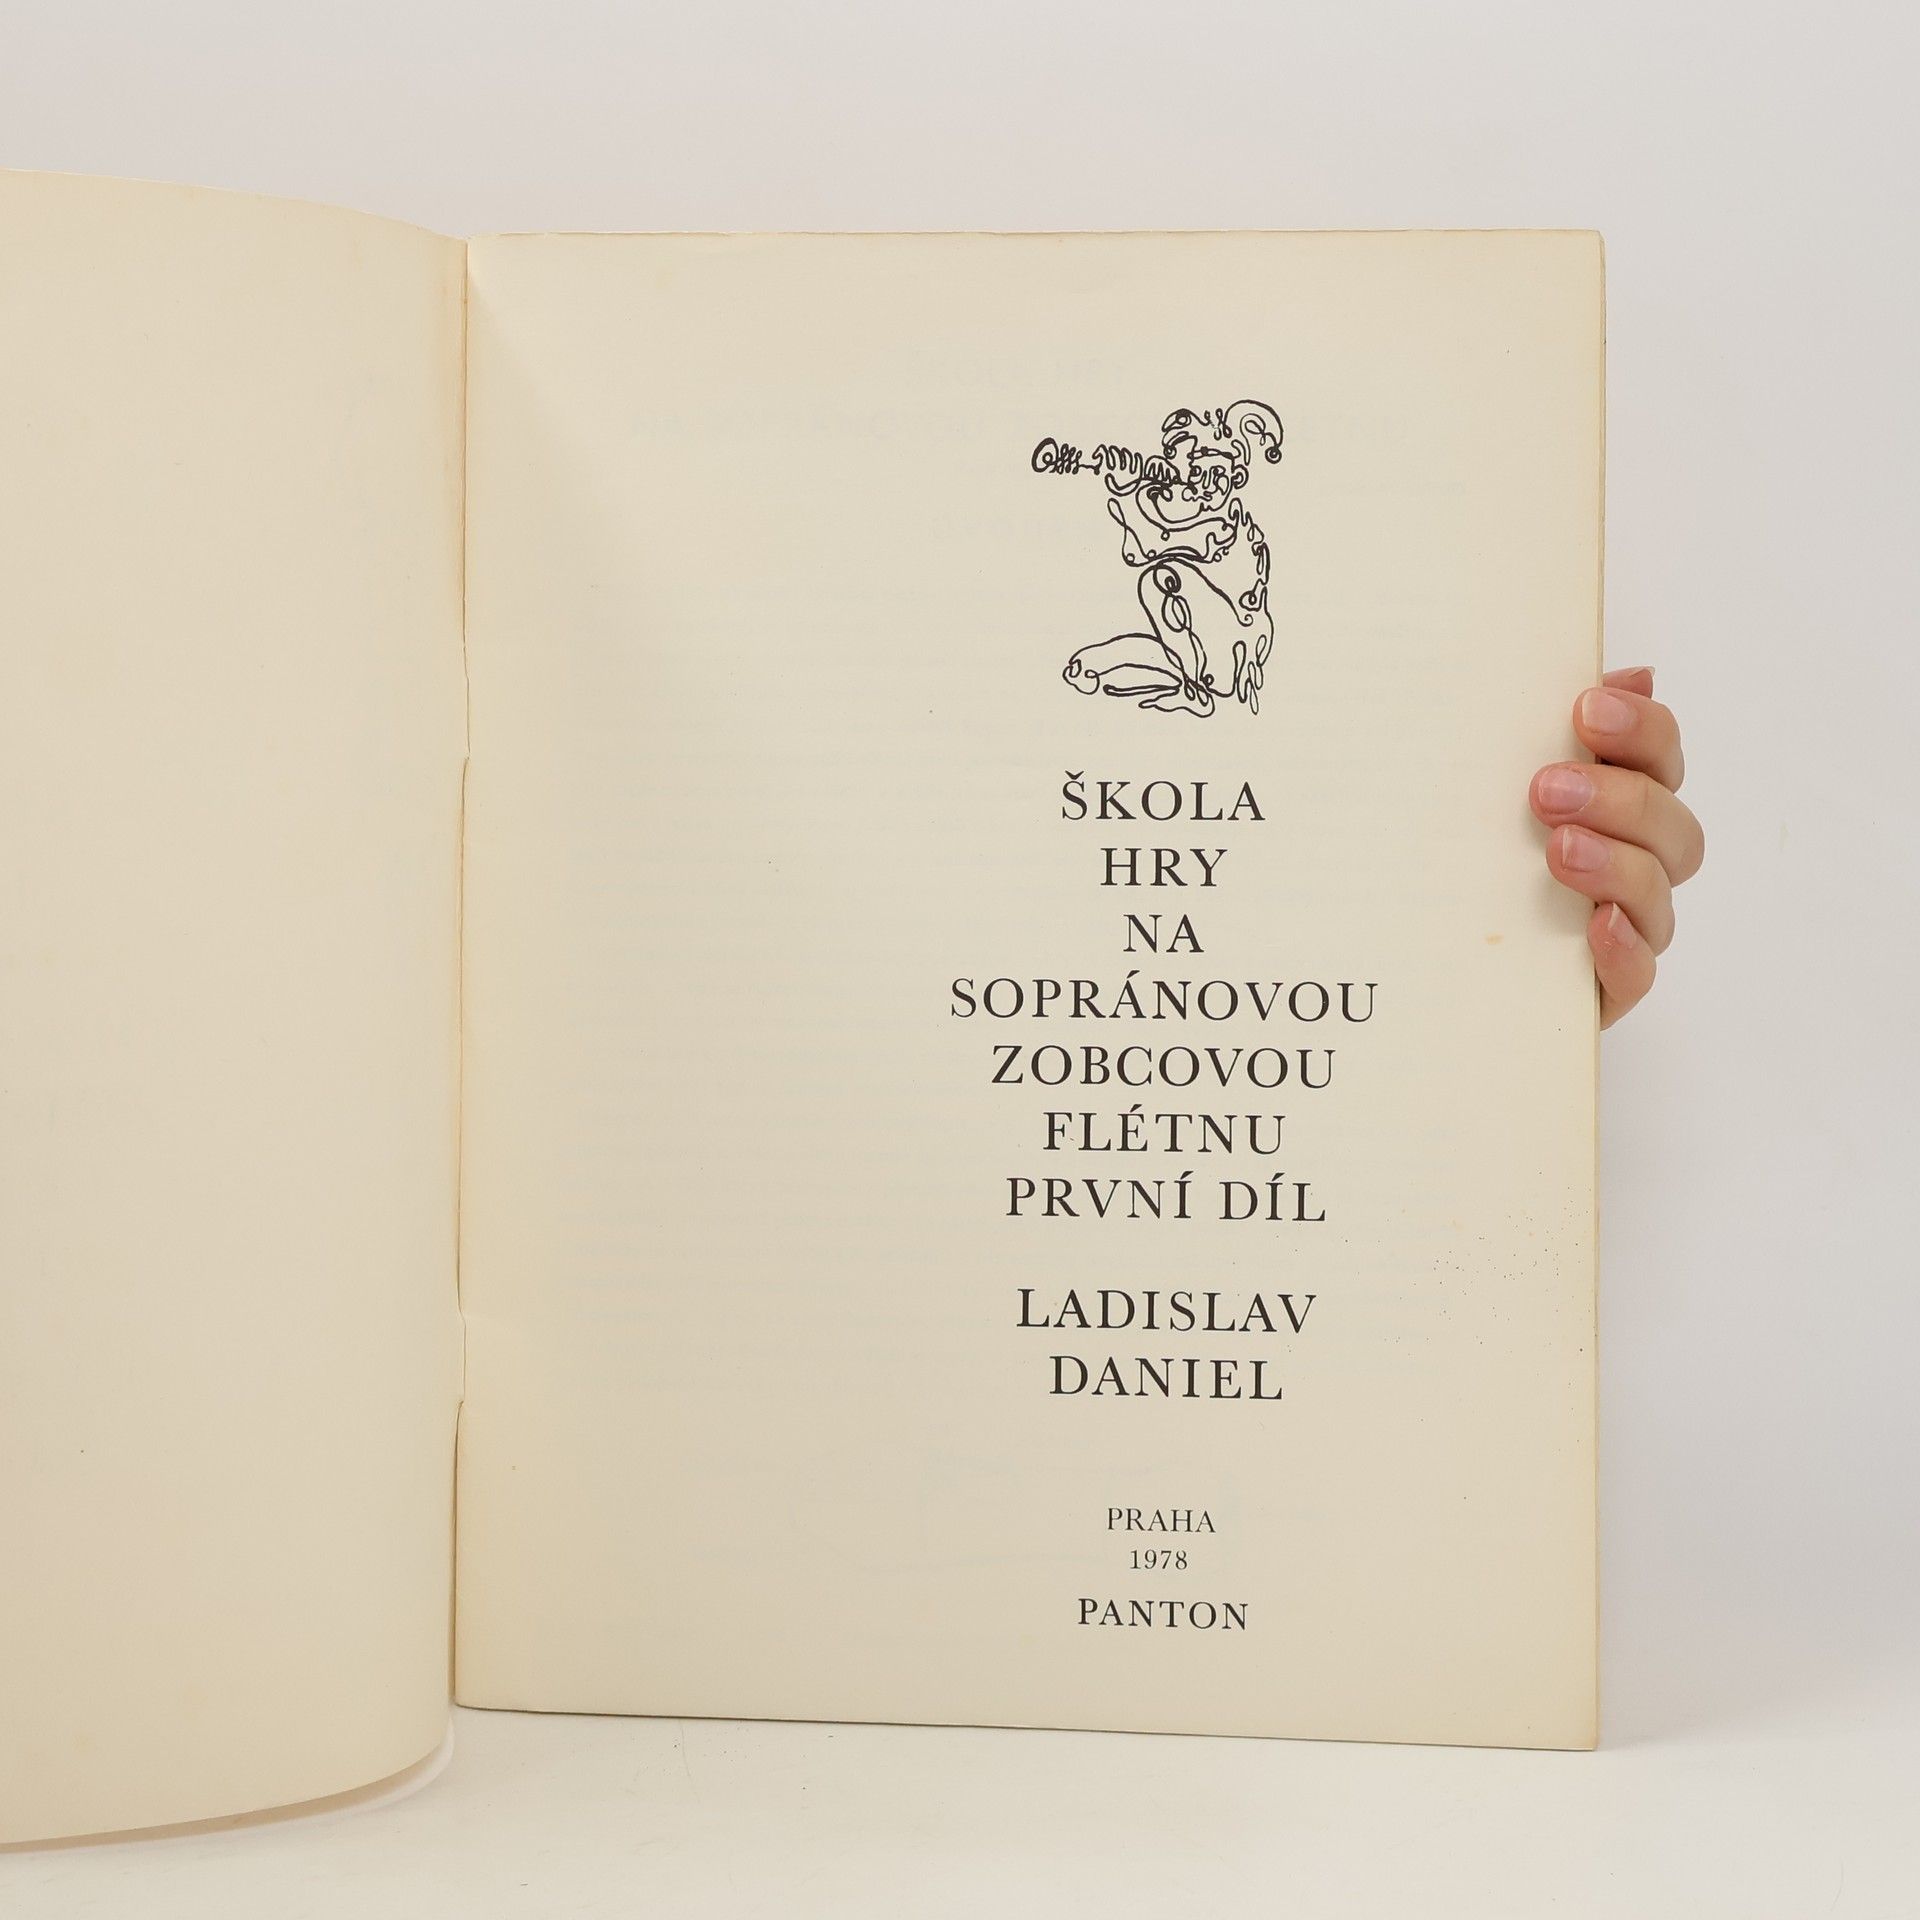 ŠKOLA
HRY
NA
SOPRÁNOVOU
ZOBCOVOU
FLÉTNU
PRVNÍ DÍL
LADISLAV
DANIEL
PRAHA
1978
PANTON